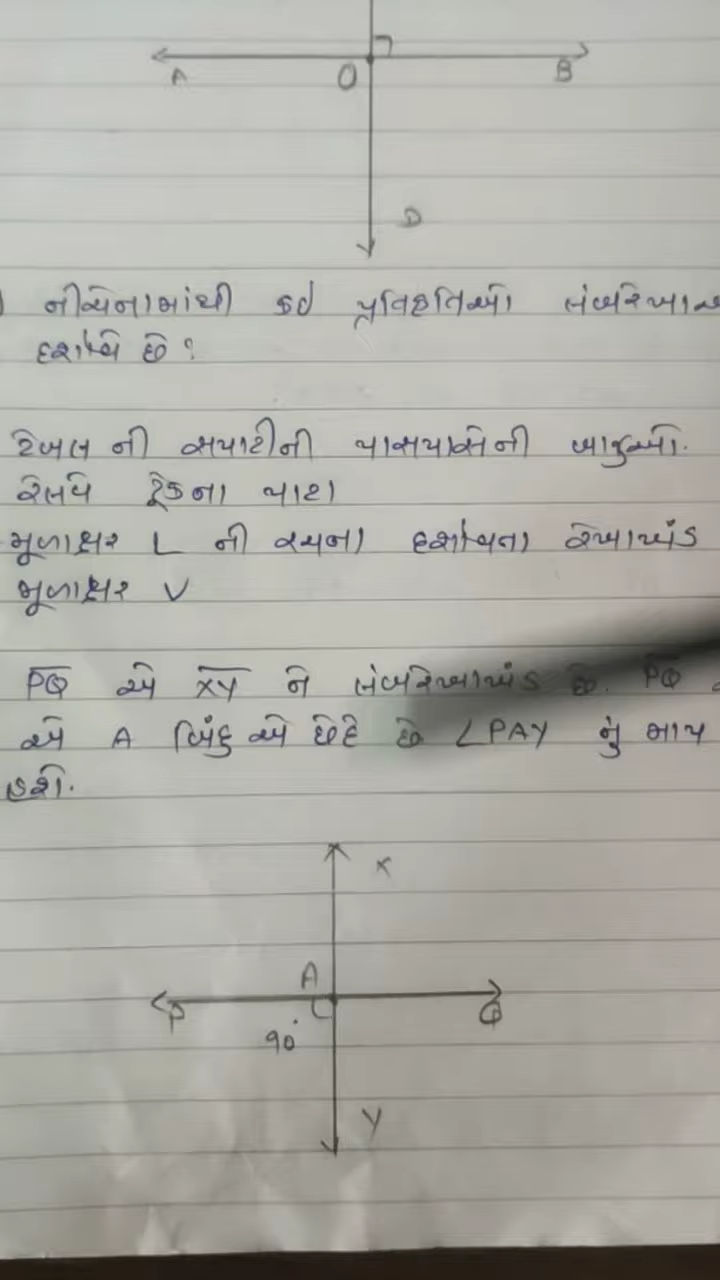 A O B
D
નીચેનામાંથી કઈ પ્રતિકૃતિઓ લંબરેખાઓ
દર્શાવે છે?
ટેબલ ની સપાટીની પાસપાસેની બાજુઓ.
રેલવે ટ્રેકના પાટા
મૂળાક્ષર L ની રચના દર્શાવતા રેખાખંડ
મૂળાક્ષર V
PQ એ XY ને લંબરેખાખંડ છે. PQ
એ A બિંદુ એ છેદે છે ∠PAY નું માપ
હશે.
X
A
P Q
90°
Y